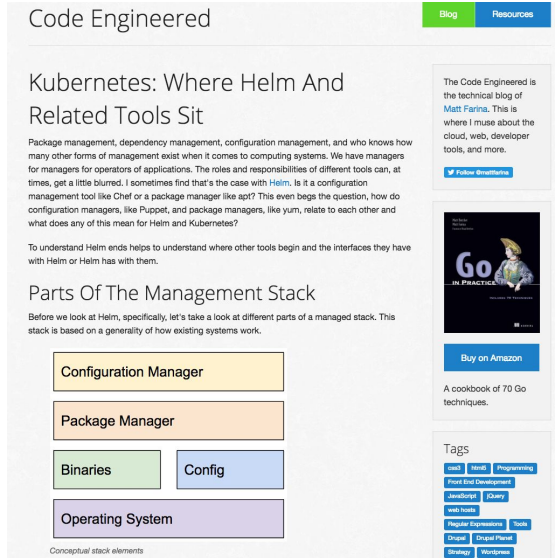 Code Engineered
Blog
Resources
Kubernetes: Where Helm And
Related Tools Sit
Package management, dependency management, configuration management, and who knows how
many other forms of management exist when it comes to computing systems. We have managers
for managers for operators of applications. The roles and responsibilities of different tools can, at
times, get a little blurred. I sometimes find that's the case with Helm. Is it a configuration
management tool like Chef or a package manager like apt? This even begs the question, how do
configuration managers, like Puppet, and package managers, like yum, relate to each other and
what does any of this mean for Helm and Kubernetes?
To understand Helm ends helps to understand where other tools begin and the interfaces they have
with Helm or Helm has with them.
Parts Of The Management Stack
Before we look at Helm, specifically, let's take a look at different parts of a managed stack. This
stack is based on a generality of how existing systems work.
Configuration Manager
Package Manager
Binaries
Config
Operating System
Conceptual stack elements
The Code Engineered is
the technical blog of
Matt Farina. This is
where I muse about the
cloud, web, developer
tools, and more.
Follow @mattfarina
Go
IN PRACTICE
INCLUDES 70 TECHNIQUES
MANNING
Buy on Amazon
A cookbook of 70 Go
techniques.
Tags
css3 html5 Programming
Front End Development
JavaScript jQuery
web hosts
Regular Expressions Tools
Drupal Drupal Planet
Strategy Wordpress